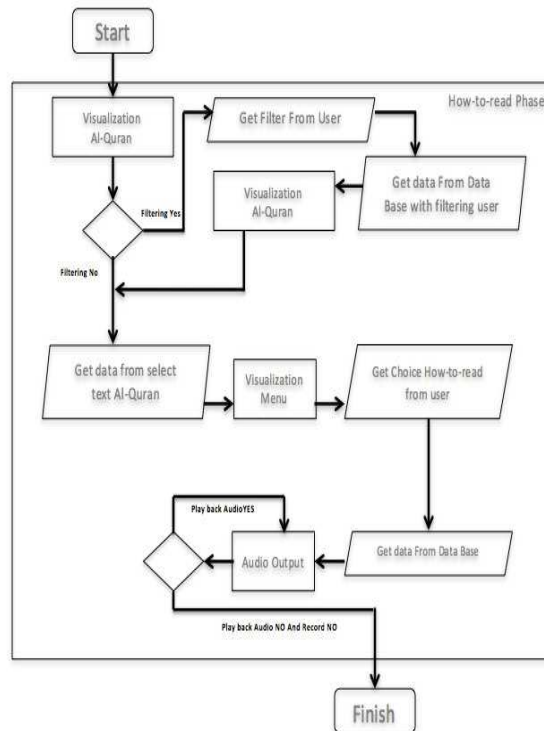 Start
How-to-read Phase
Visualization
Al-Quran
Get Filter From User
Get data From Data
Base with filtering user
Visualization
Al-Quran
Filtering Yes
Filtering No
Get data from select
text Al-Quran
Visualization
Menu
Get Choice How-to-read
from user
Play back AudioYES
Audio Output
Get data From Data Base
Play back Audio NO And Record NO
Finish